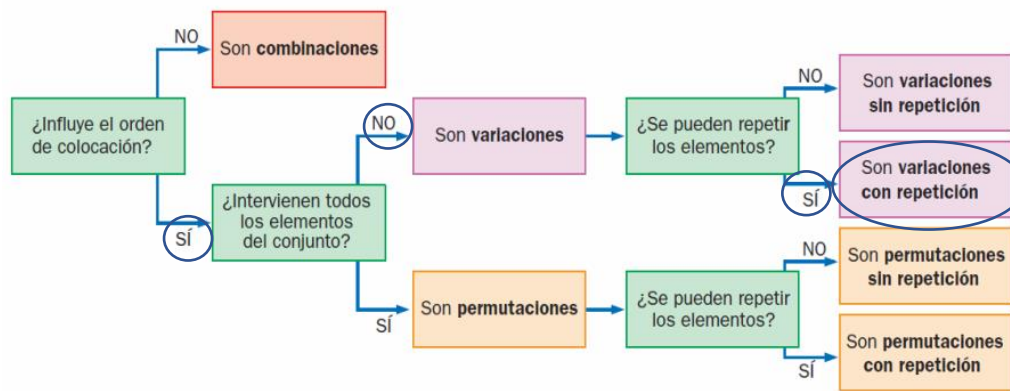 NO
Son combinaciones
¿Influye el orden
de colocación?
SÍ
¿Intervienen todos
los elementos
del conjunto?
NO
Son variaciones
¿Se pueden repetir
los elementos?
NO
Son variaciones
sin repetición
SÍ
Son variaciones
con repetición
SÍ
Son permutaciones
¿Se pueden repetir
los elementos?
NO
Son permutaciones
sin repetición
SÍ
Son permutaciones
con repetición